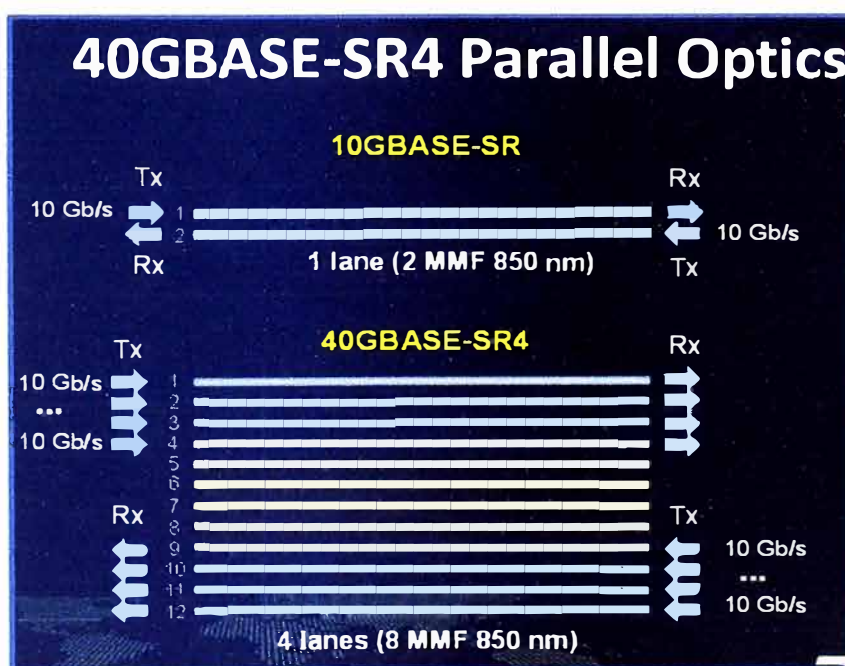 40GBASE-SR4 Parallel Optics
10GBASE-SR
Tx Rx
10 Gb/s 1
2 10 Gb/s
Rx 1 lane (2 MMF 850 nm) Tx
40GBASE-SR4
Tx Rx
10 Gb/s 1
... 2
3
10 Gb/s 4
5
6
7
Rx 8 Tx
9 10 Gb/s
10
11 ...
12 10 Gb/s
4 lanes (8 MMF 850 nm)